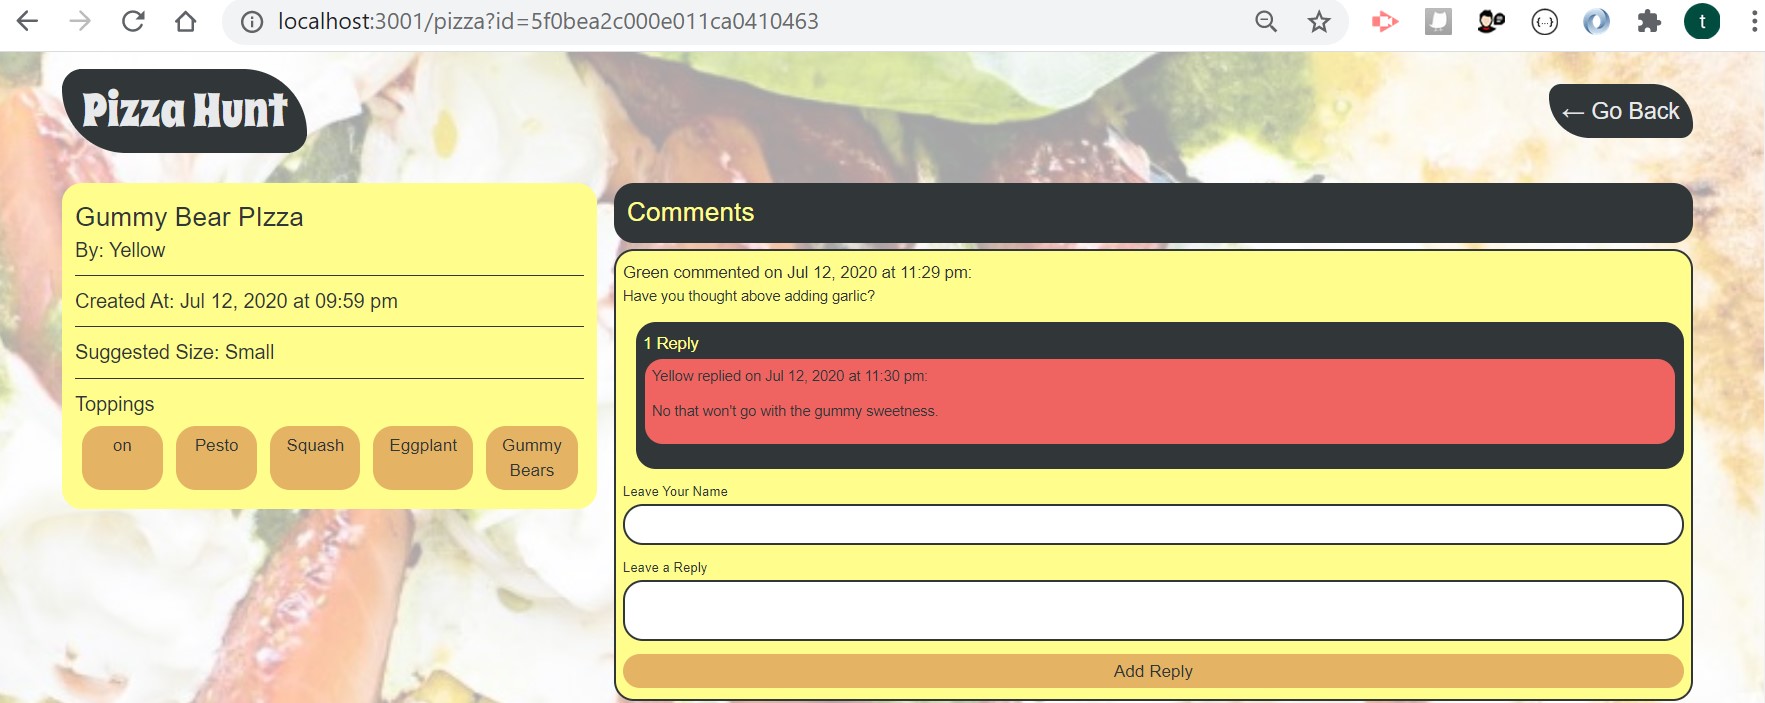 localhost:3001/pizza?id=5f0bea2c000e011ca0410463
t
Pizza Hunt
← Go Back
Gummy Bear PIzza
By: Yellow
Created At: Jul 12, 2020 at 09:59 pm
Suggested Size: Small
Toppings
on
Pesto
Squash
Eggplant
Gummy
Bears
Comments
Green commented on Jul 12, 2020 at 11:29 pm:
Have you thought above adding garlic?
1 Reply
Yellow replied on Jul 12, 2020 at 11:30 pm:
No that won't go with the gummy sweetness.
Leave Your Name
Leave a Reply
Add Reply